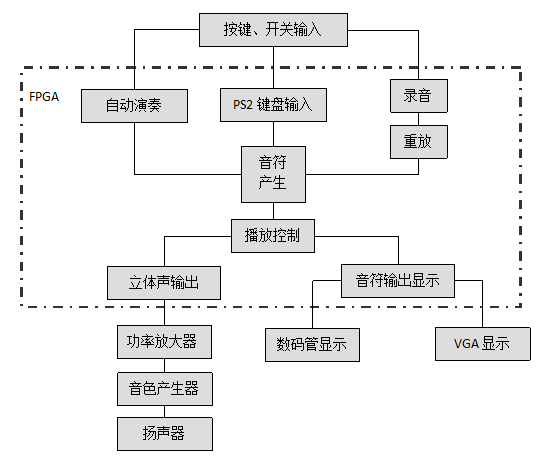 按键、开关输入
FPGA
自动演奏
PS2 键盘输入
录音
重放
音符
产生
播放控制
立体声输出
音符输出显示
功率放大器
数码管显示
VGA 显示
音色产生器
扬声器